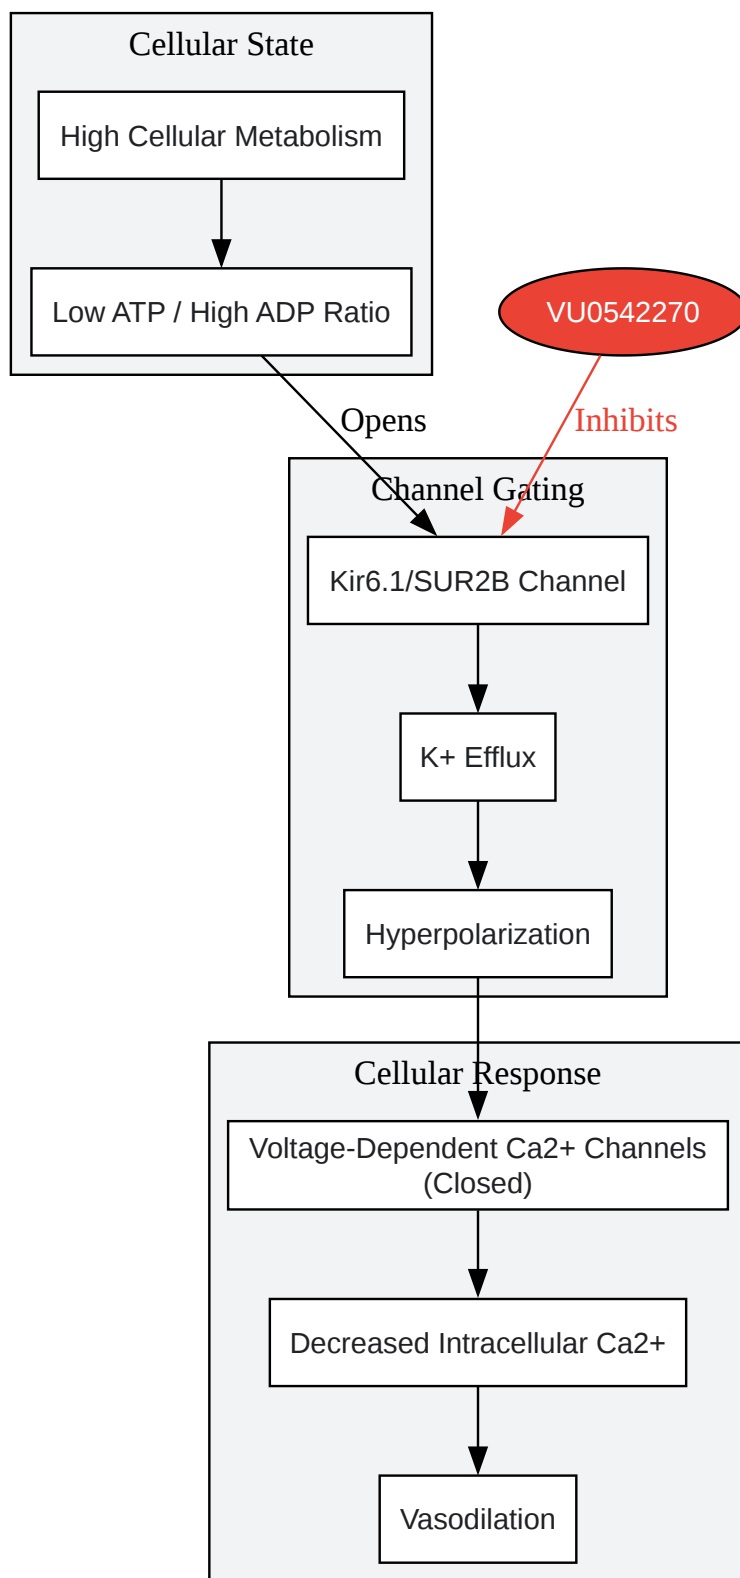 Cellular State
High Cellular Metabolism
Low ATP / High ADP Ratio
VU0542270
Opens
Inhibits
Channel Gating
Kir6.1/SUR2B Channel
K+ Efflux
Hyperpolarization
Cellular Response
Voltage-Dependent Ca2+ Channels
(Closed)
Decreased Intracellular Ca2+
Vasodilation